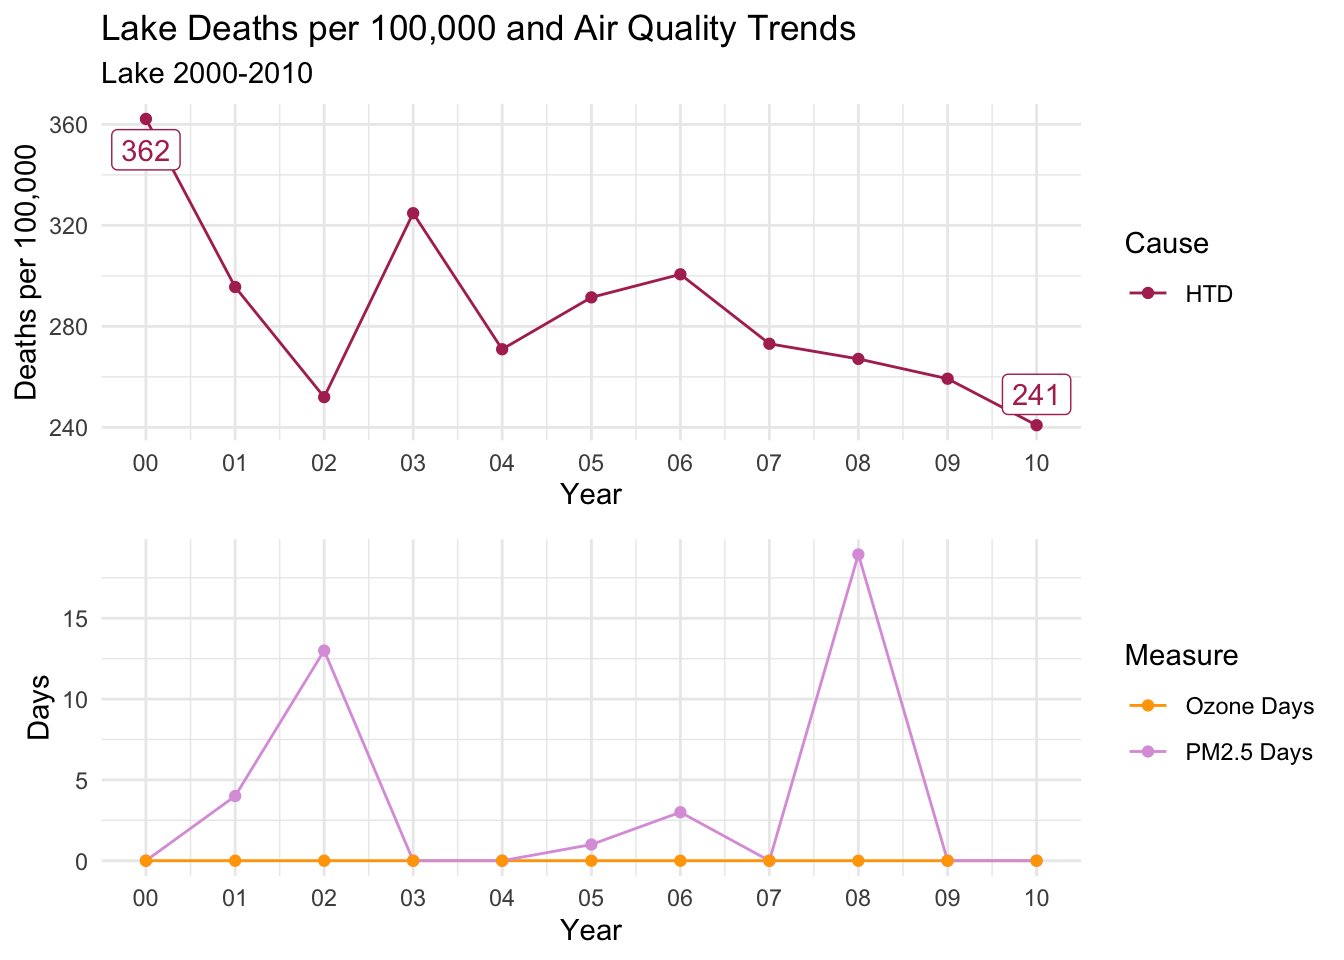 Lake Deaths per 100,000 and Air Quality Trends
Lake 2000-2010
Deaths per 100,000
360
320
280
240
362
241
00 01 02 03 04 05 06 07 08 09 10
Year
Cause
HTD
Days
15
10
5
0
00 01 02 03 04 05 06 07 08 09 10
Year
Measure
Ozone Days
PM2.5 Days